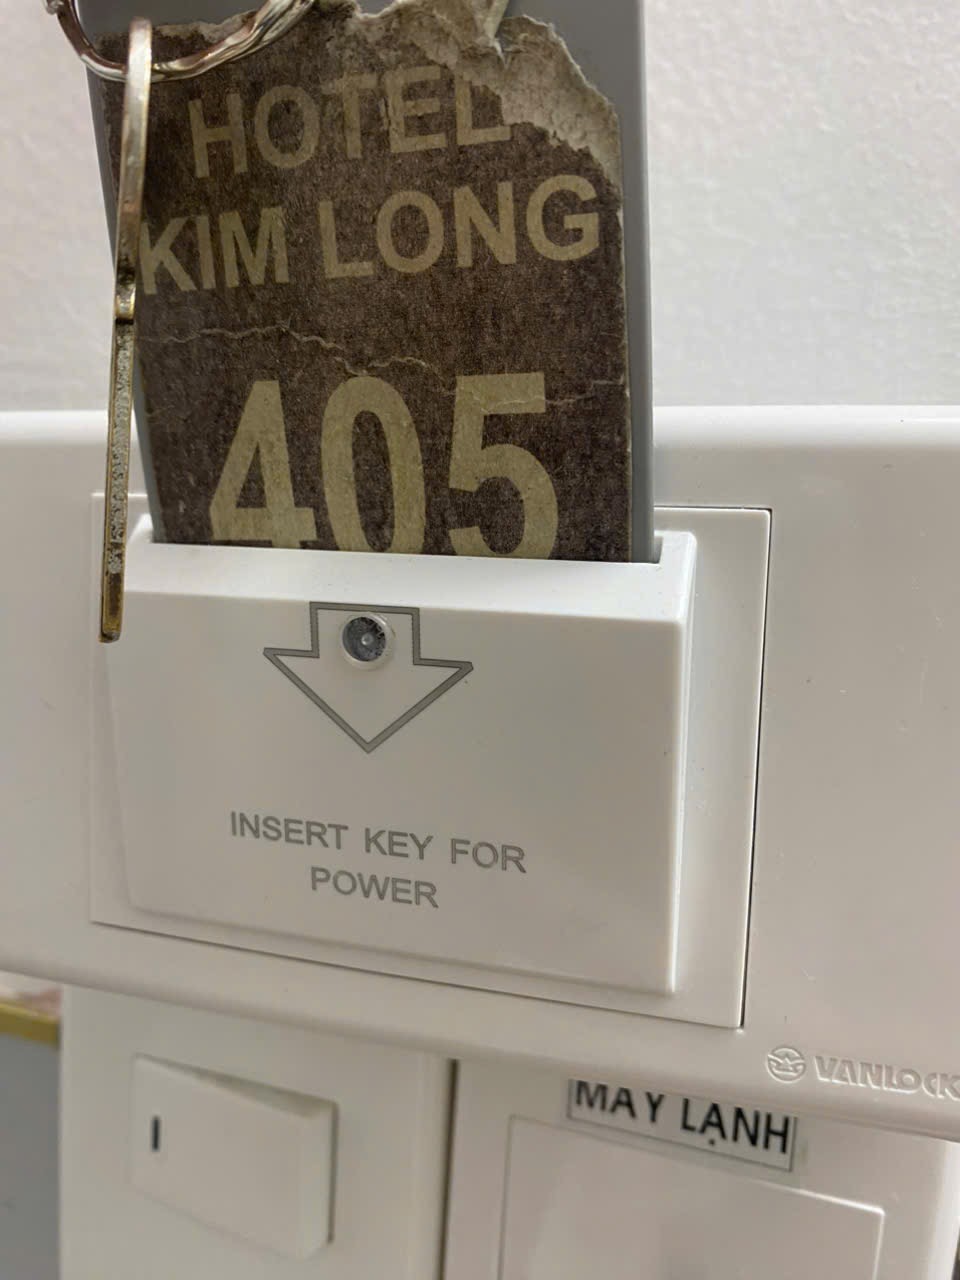 HOTEL
KIM LONG
405
INSERT KEY FOR
POWER
VANLOCK
MÁY LẠNH